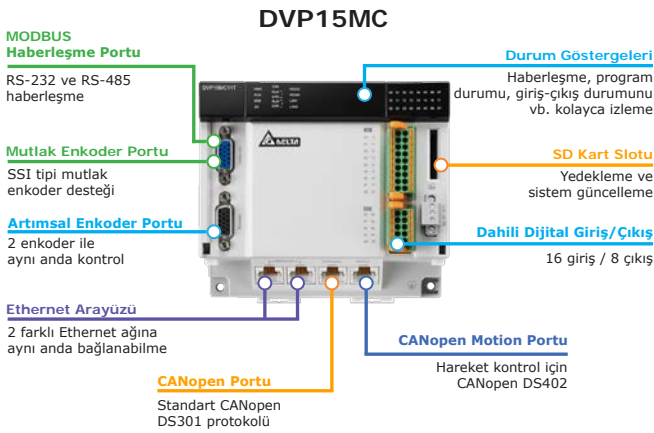 DVP15MC
MODBUS
Haberleşme Portu
RS-232 ve RS-485
haberleşme
Mutlak Enkoder Portu
SSI tipi mutlak
enkoder desteği
Artımsal Enkoder Portu
2 enkoder ile
aynı anda kontrol
Ethernet Arayüzü
2 farklı Ethernet ağına
aynı anda bağlanabilme
CANopen Portu
Standart CANopen
DS301 protokolü
Durum Göstergeleri
Haberleşme, program
durumu, giriş-çıkış durumunu
vb. kolayca izleme
SD Kart Slotu
Yedekleme ve
sistem güncelleme
Dahili Dijital Giriş/Çıkış
16 giriş / 8 çıkış
CANopen Motion Portu
Hareket kontrol için
CANopen DS402
DVP15MC11T
DELTA